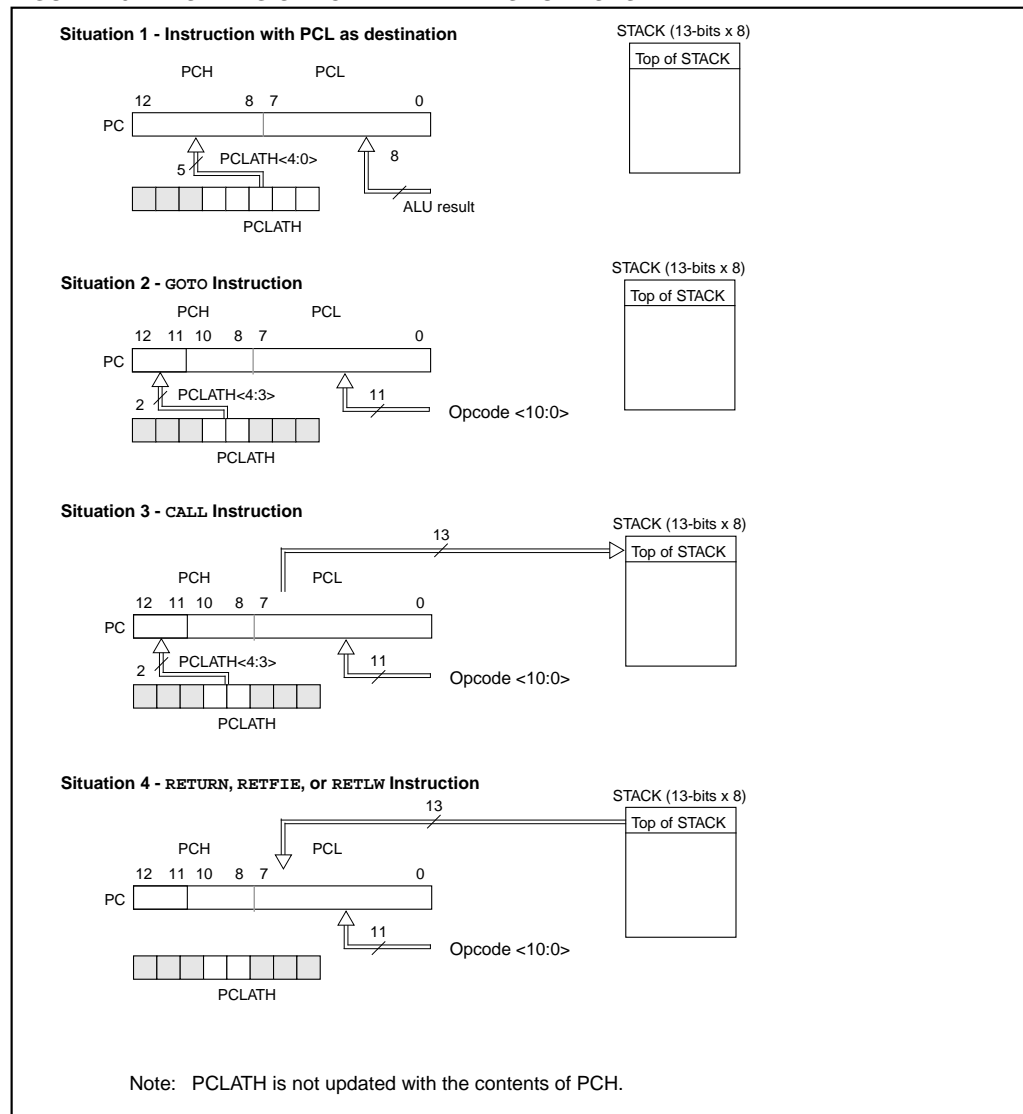 Situation 1 - Instruction with PCL as destination
STACK (13-bits x 8)
Top of STACK
PCH PCL
12 8 7 0
PC
5 PCLATH<4:0> 8
ALU result
PCLATH
Situation 2 - GOTO Instruction
STACK (13-bits x 8)
Top of STACK
PCH PCL
12 11 10 8 7 0
PC
2 PCLATH<4:3> 11
Opcode <10:0>
PCLATH
Situation 3 - CALL Instruction
STACK (13-bits x 8)
13
Top of STACK
PCH PCL
12 11 10 8 7 0
PC
2 PCLATH<4:3> 11
Opcode <10:0>
PCLATH
Situation 4 - RETURN, RETFIE, or RETLW Instruction
STACK (13-bits x 8)
13
Top of STACK
PCH PCL
12 11 10 8 7 0
PC
11
Opcode <10:0>
PCLATH
Note: PCLATH is not updated with the contents of PCH.